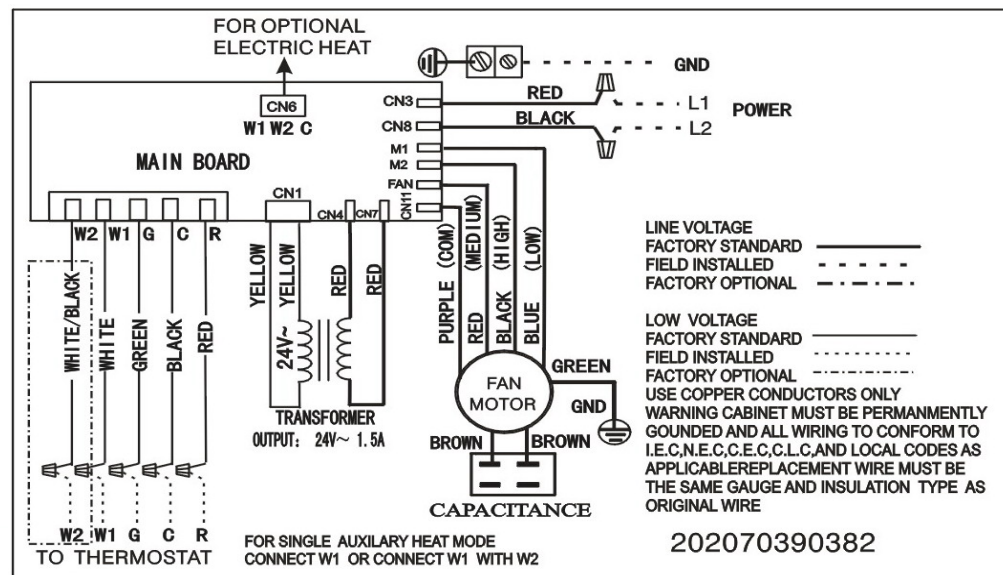 FOR OPTIONAL
ELECTRIC HEAT
CN6
W1 W2 C
MAIN BOARD
CN3
CN8
M1
M2
FAN
CN11
RED
BLACK
GND
L1
L2
POWER
CN1
CN4
CN7
W2 W1 G C R
WHITE/BLACK
WHITE
GREEN
BLACK
RED
YELLOW
YELLOW
24V~
RED
RED
TRANSFORMER
OUTPUT: 24V~ 1.5A
PURPLE (COM)
RED (MEDIUM)
BLACK (HIGH)
BLUE (LOW)
FAN
MOTOR
GREEN
GND
BROWN
BROWN
CAPACITANCE
W2 W1 G C R
TO THERMOSTAT
FOR SINGLE AUXILARY HEAT MODE
CONNECT W1 OR CONNECT W1 WITH W2
LINE VOLTAGE
FACTORY STANDARD
FIELD INSTALLED
FACTORY OPTIONAL
LOW VOLTAGE
FACTORY STANDARD
FIELD INSTALLED
FACTORY OPTIONAL
USE COPPER CONDUCTORS ONLY
WARNING CABINET MUST BE PERMANMENTLY
GOUNDED AND ALL WIRING TO CONFORM TO
I.E.C,N.E.C,C.E.C,C.L.C,AND LOCAL CODES AS
APPLICABLEREPLACEMENT WIRE MUST BE
THE SAME GAUGE AND INSULATION TYPE AS
ORIGINAL WIRE
202070390382